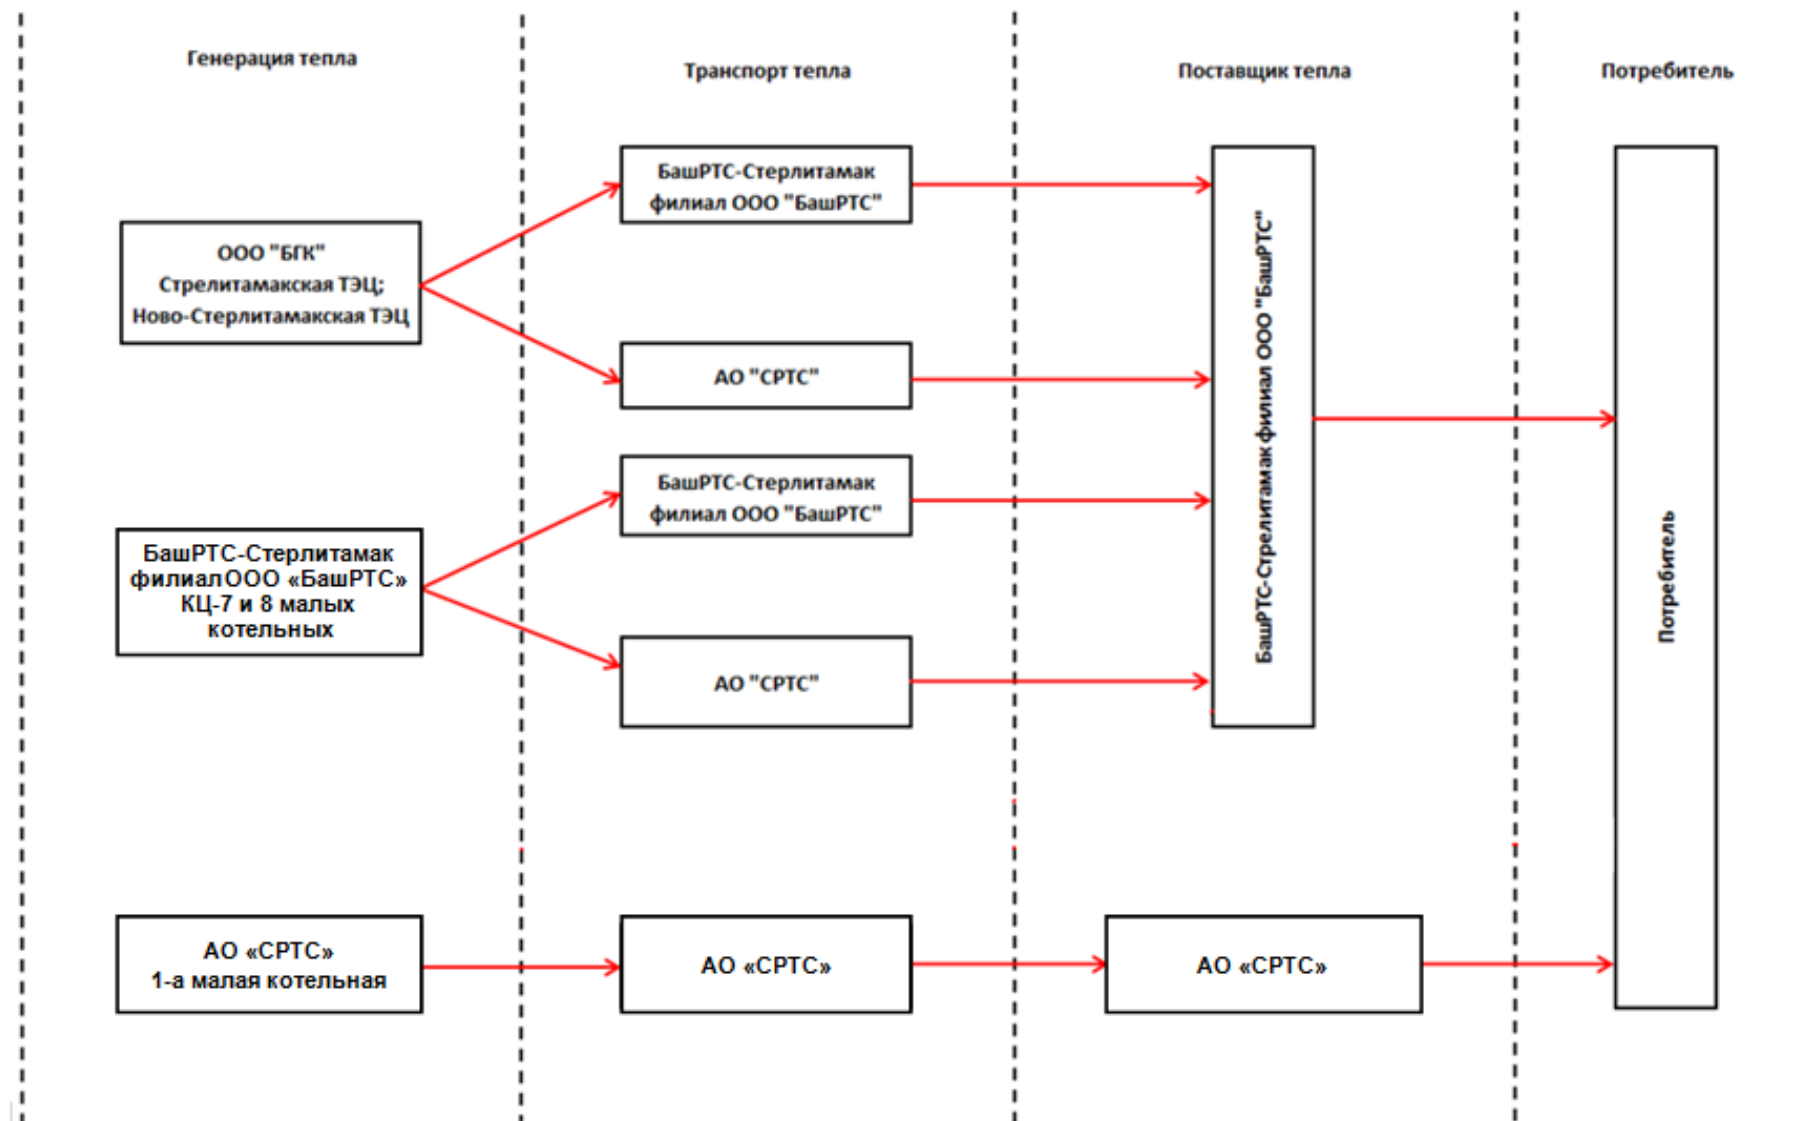 Генерация тепла
Транспорт тепла
Поставщик тепла
Потребитель
ООО "БГК"
Стрелитамакская ТЭЦ;
Ново-Стерлитамакская ТЭЦ
БашРТС-Стерлитамак
филиал ООО "БашРТС"
АО "СРТС"
БашРТС-Стерлитамак
филиал ООО «БашРТС»
КЦ-7 и 8 малых
котельных
БашРТС-Стерлитамак
филиал ООО "БашРТС"
АО "СРТС"
БашРТС-Стрелитамак филиал ООО "БашРТС"
Потребитель
АО «СРТС»
1-а малая котельная
АО «СРТС»
АО «СРТС»